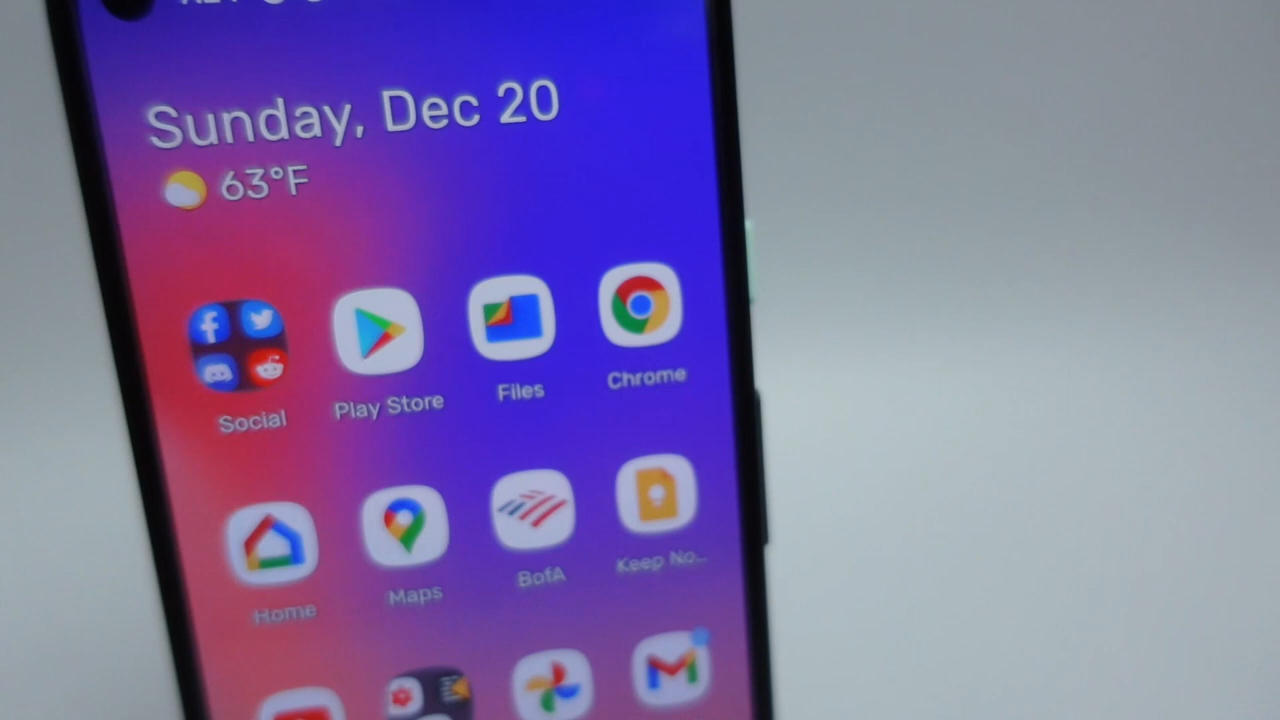 Sunday, Dec 20
63°F
Social
Play Store
Files
Chrome
Home
Maps
BofA
Keep No...